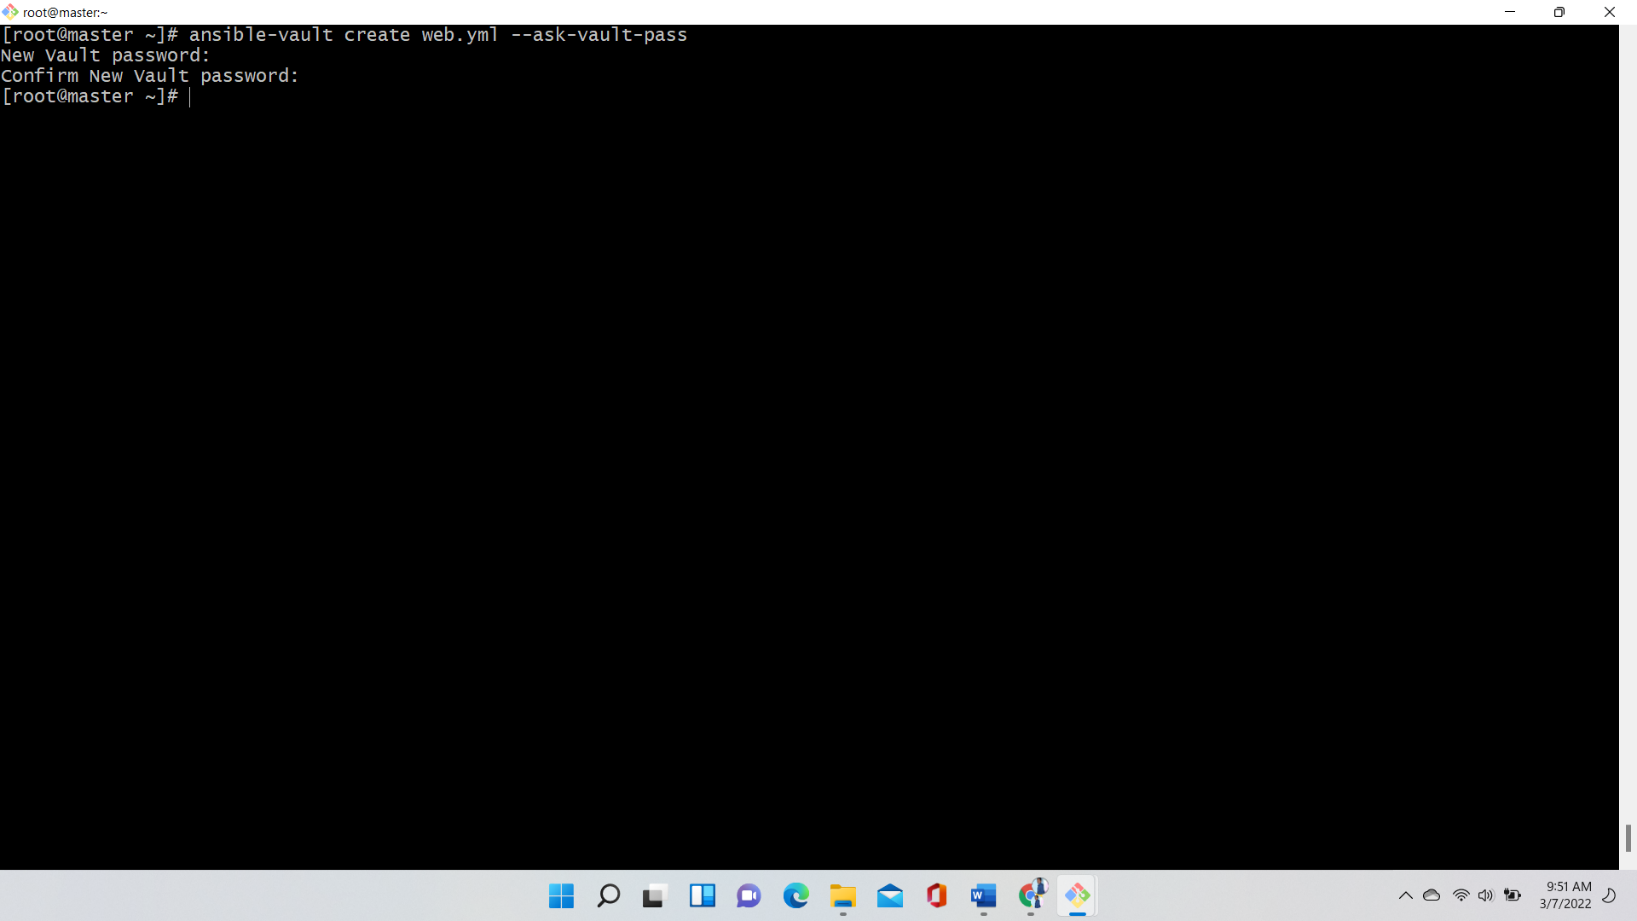 root@master:~
[root@master ~]# ansible-vault create web.yml --ask-vault-pass
New Vault password:
Confirm New Vault password:
[root@master ~]#
9:51 AM
3/7/2022